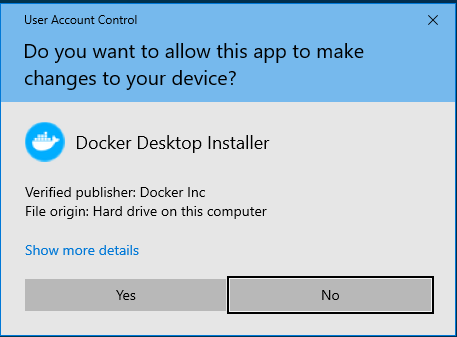 User Account Control
Do you want to allow this app to make
changes to your device?
Docker Desktop Installer
Verified publisher: Docker Inc
File origin: Hard drive on this computer
Show more details
Yes
No